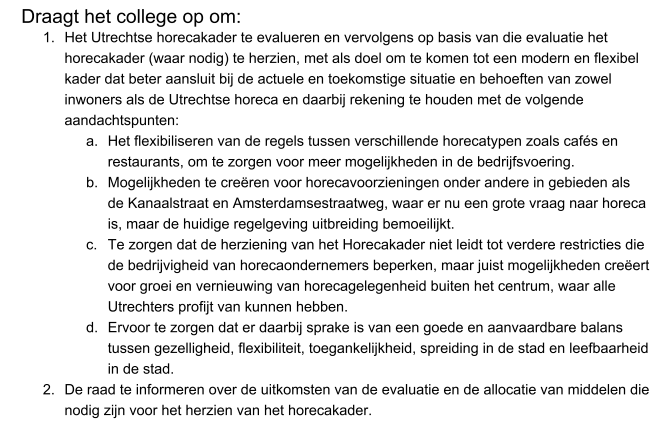 Draagt het college op om:
1. Het Utrechtse horecakader te evalueren en vervolgens op basis van die evaluatie het
horecakader (waar nodig) te herzien, met als doel om te komen tot een modern en flexibel
kader dat beter aansluit bij de actuele en toekomstige situatie en behoeften van zowel
inwoners als de Utrechtse horeca en daarbij rekening te houden met de volgende
aandachtspunten:
a. Het flexibiliseren van de regels tussen verschillende horecatypen zoals cafés en
restaurants, om te zorgen voor meer mogelijkheden in de bedrijfsvoering.
b. Mogelijkheden te creëren voor horecavoorzieningen onder andere in gebieden als
de Kanaalstraat en Amsterdamsestraatweg, waar er nu een grote vraag naar horeca
is, maar de huidige regelgeving uitbreiding bemoeilijkt.
c. Te zorgen dat de herziening van het Horecakader niet leidt tot verdere restricties die
de bedrijvigheid van horecaondernemers beperken, maar juist mogelijkheden creëert
voor groei en vernieuwing van horecagelegenheid buiten het centrum, waar alle
Utrechters profijt van kunnen hebben.
d. Ervoor te zorgen dat er daarbij sprake is van een goede en aanvaardbare balans
tussen gezelligheid, flexibiliteit, toegankelijkheid, spreiding in de stad en leefbaarheid
in de stad.
2. De raad te informeren over de uitkomsten van de evaluatie en de allocatie van middelen die
nodig zijn voor het herzien van het horecakader.